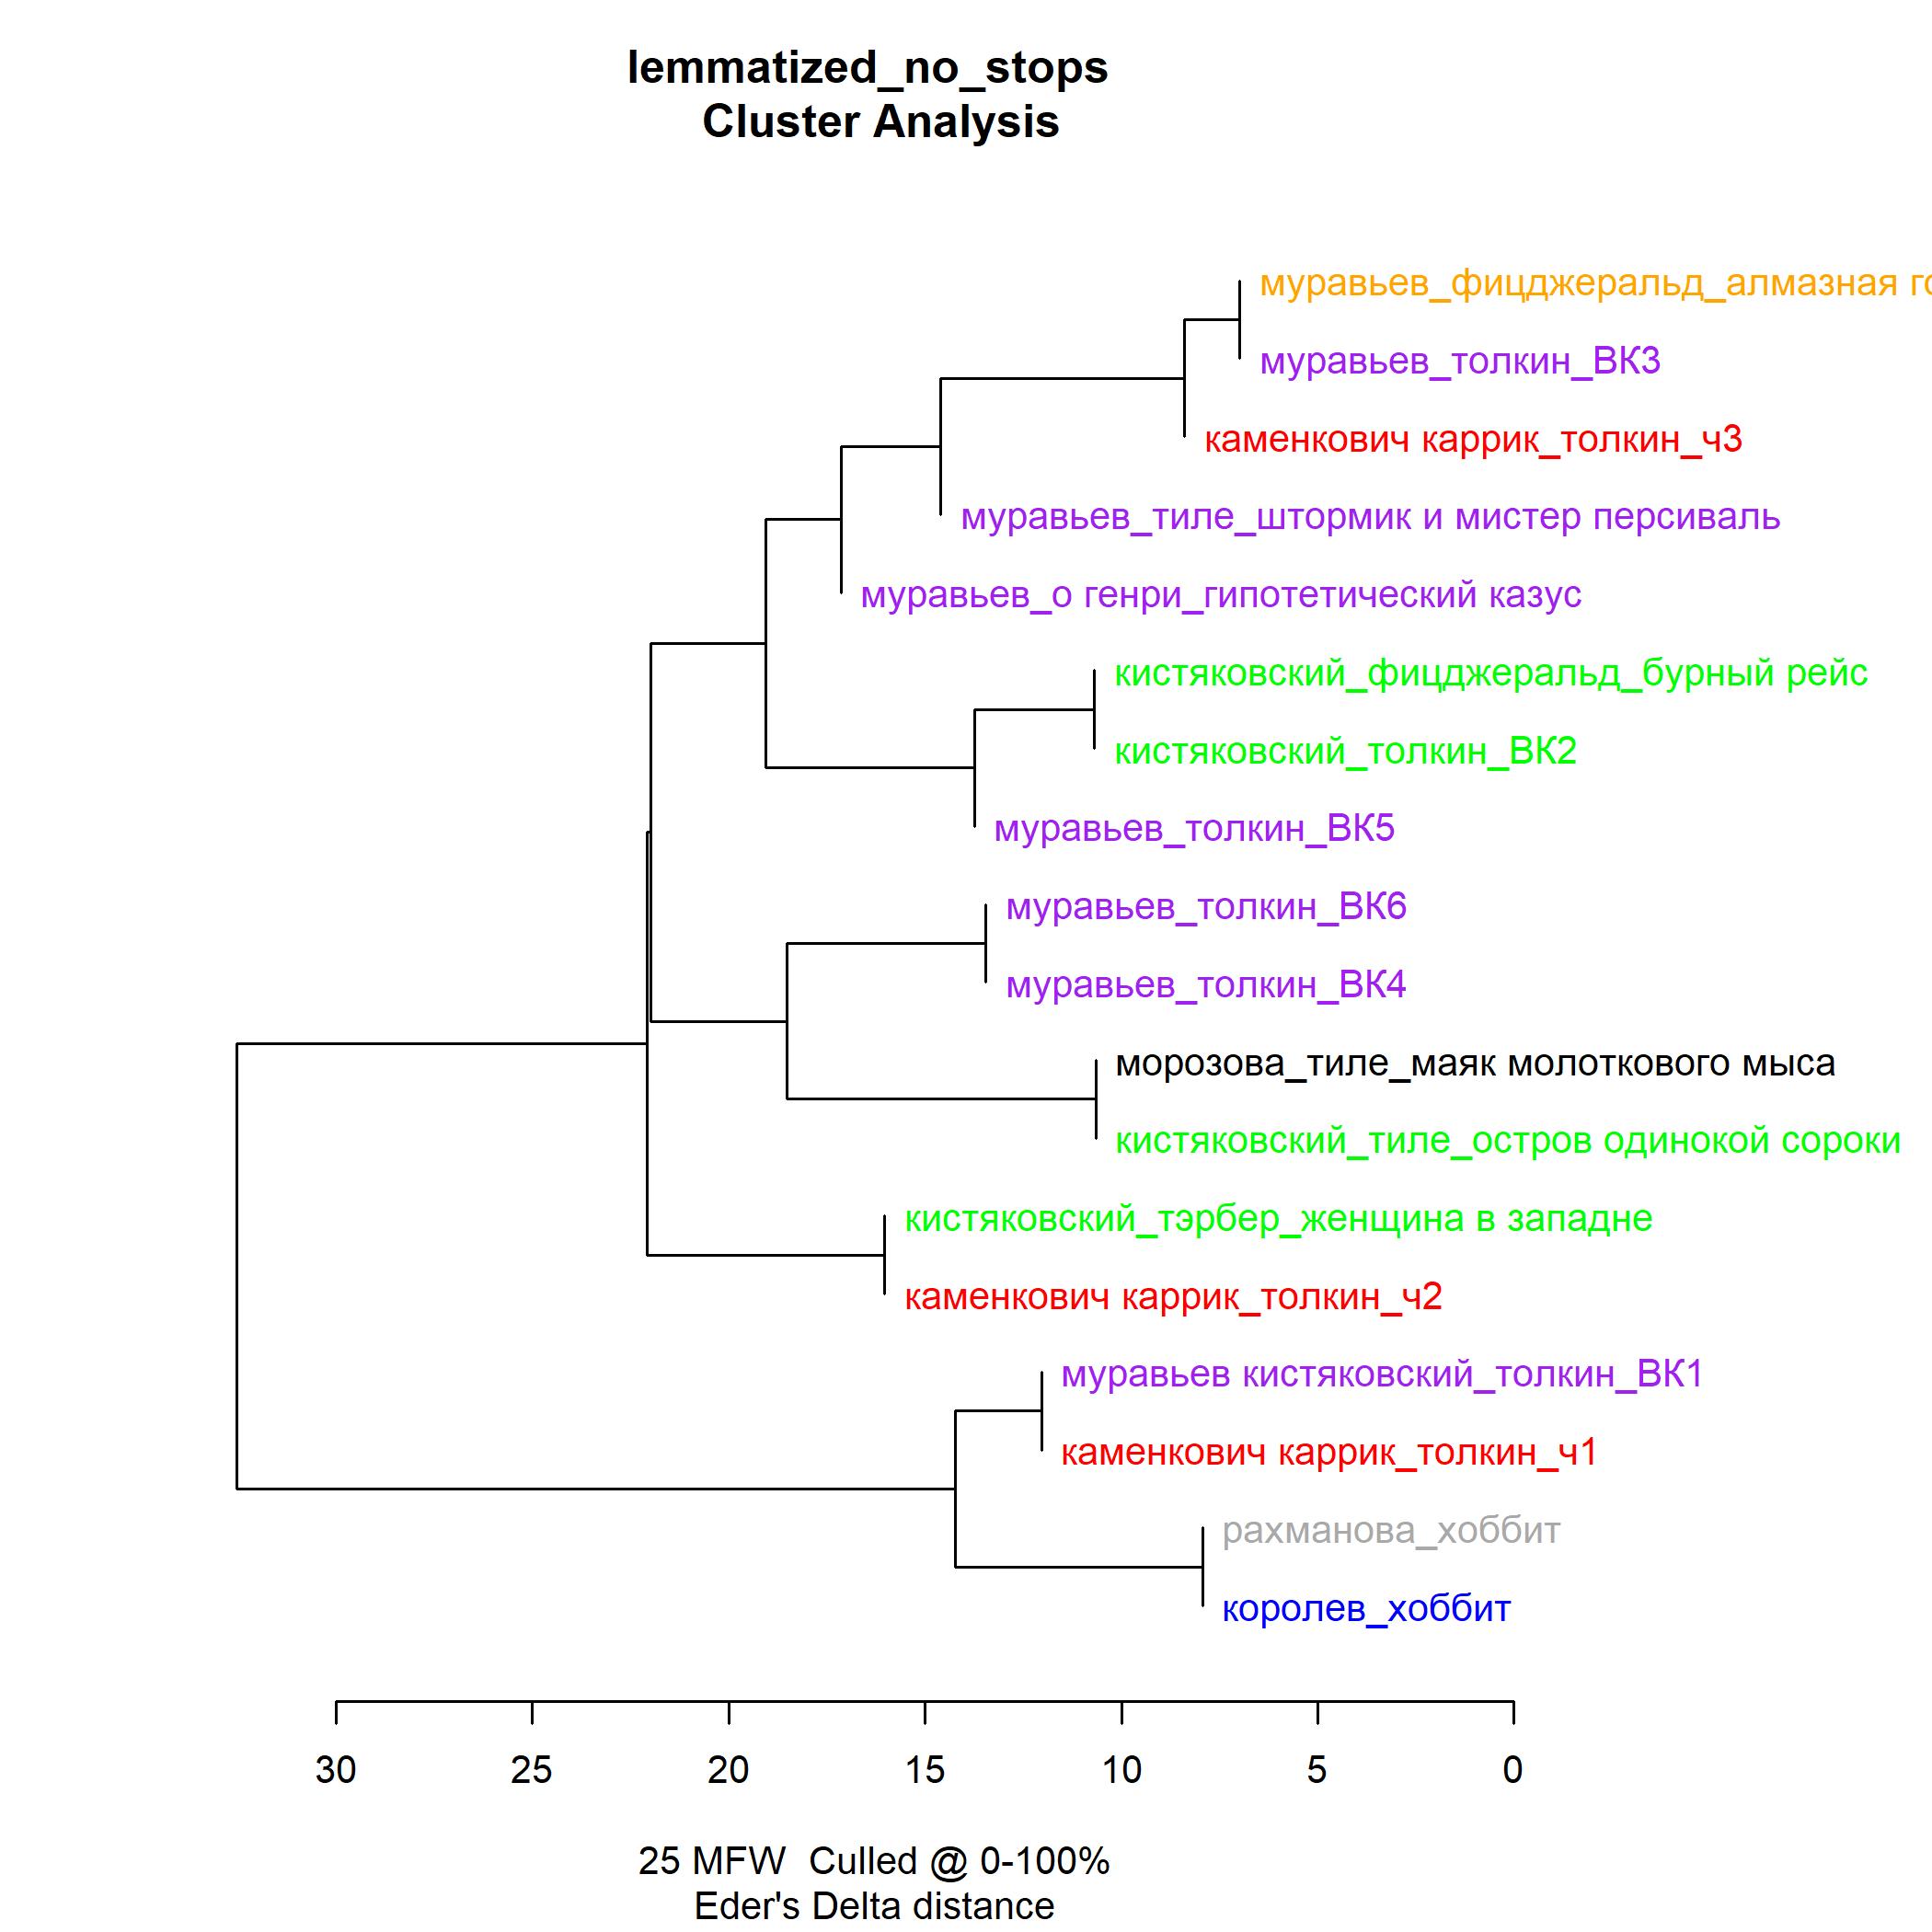 lemmatized_no_stops
Cluster Analysis
муравьев_фицджеральд_алмазная
муравьев_толкин_ВК3
каменкович каррик_толкин_ч3
муравьев_тиле_штормик и мистер персиваль
муравьев_о генри_гипотетический казус
кистяковский_фицджеральд_бурный рейс
кистяковский_толкин_ВК2
муравьев_толкин_ВК5
муравьев_толкин_ВК6
муравьев_толкин_ВК4
морозова_тиле_маяк молоткового мыса
кистяковский_тиле_остров одинокой сороки
кистяковский_тэрбер_женщина в западне
каменкович каррик_толкин_ч2
муравьев кистяковский_толкин_ВК1
каменкович каррик_толкин_ч1
рахманова_хоббит
королев_хоббит
30 25 20 15 10 5 0
25 MFW  Culled @ 0-100%
Eder's Delta distance